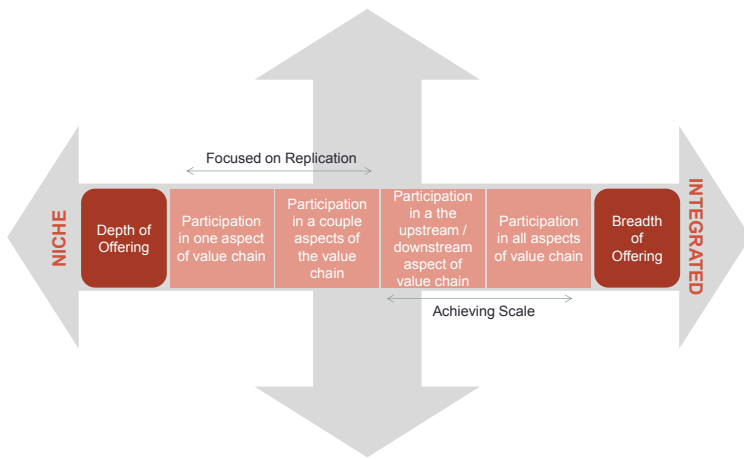 Focused on Replication
NICHE
Depth of
Offering
Participation
in one aspect
of value chain
Participation
in a couple
aspects of
the value
chain
Participation
in a the
upstream /
downstream
aspect of
value chain
Participation
in all aspects
of value chain
Breadth
of
Offering
INTEGRATED
Achieving Scale